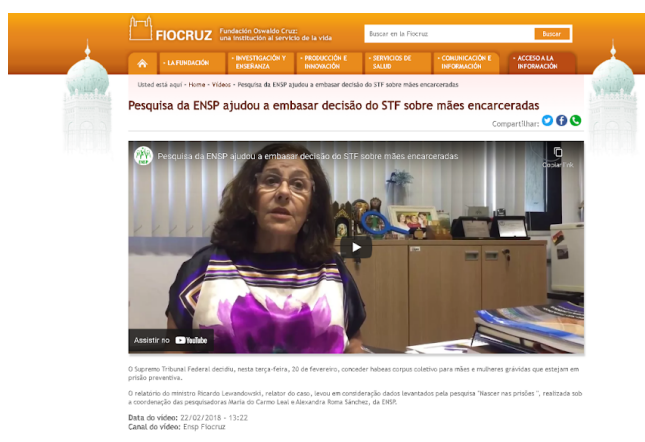 FIOCRUZ
Fundación Oswaldo Cruz:
una institución al servicio de la vida
Buscar en la Fiocruz
Buscar
LA FUNDACIÓN
INVESTIGACIÓN Y
ENSEÑANZA
PRODUCCIÓN E
INNOVACIÓN
SERVICIOS DE
SALUD
COMUNICACIÓN E
INFORMACIÓN
ACCESO A LA
INFORMACIÓN
Usted está aquí - Home - Vídeos - Pesquisa da ENSP ajudou a embasar decisão do STF sobre mães encarceradas
Pesquisa da ENSP ajudou a embasar decisão do STF sobre mães encarceradas
Compartilhar:
Pesquisa da ENSP ajudou a embasar decisão do STF sobre mães encarceradas
Copiar link
Assistir no YouTube
O Supremo Tribunal Federal decidiu, nesta terça-feira, 20 de fevereiro, conceder habeas corpus coletivo para mães e mulheres grávidas que estejam em
prisão preventiva.
O relatório do ministro Ricardo Lewandowski, relator do caso, levou em consideração dados levantados pela pesquisa "Nascer nas prisões ", realizada sob
a coordenação das pesquisadoras Maria do Carmo Leal e Alexandra Roma Sánchez, da ENSP.
Data do vídeo: 22/02/2018 - 13:22
Canal do vídeo: Ensp Fiocruz